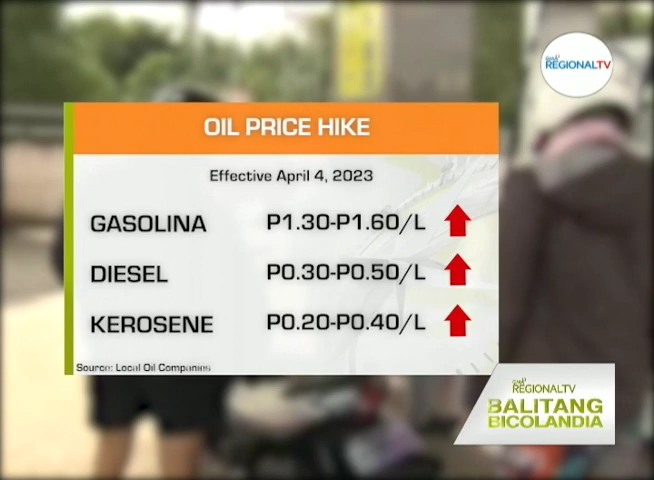 REGIONALTV
OIL PRICE HIKE
Effective April 4, 2023
GASOLINA P1.30-P1.60/L
DIESEL P0.30-P0.50/L
KEROSENE P0.20-P0.40/L
Source: Local Oil Companies
REGIONALTV
BALITANG
BICOLANDIA